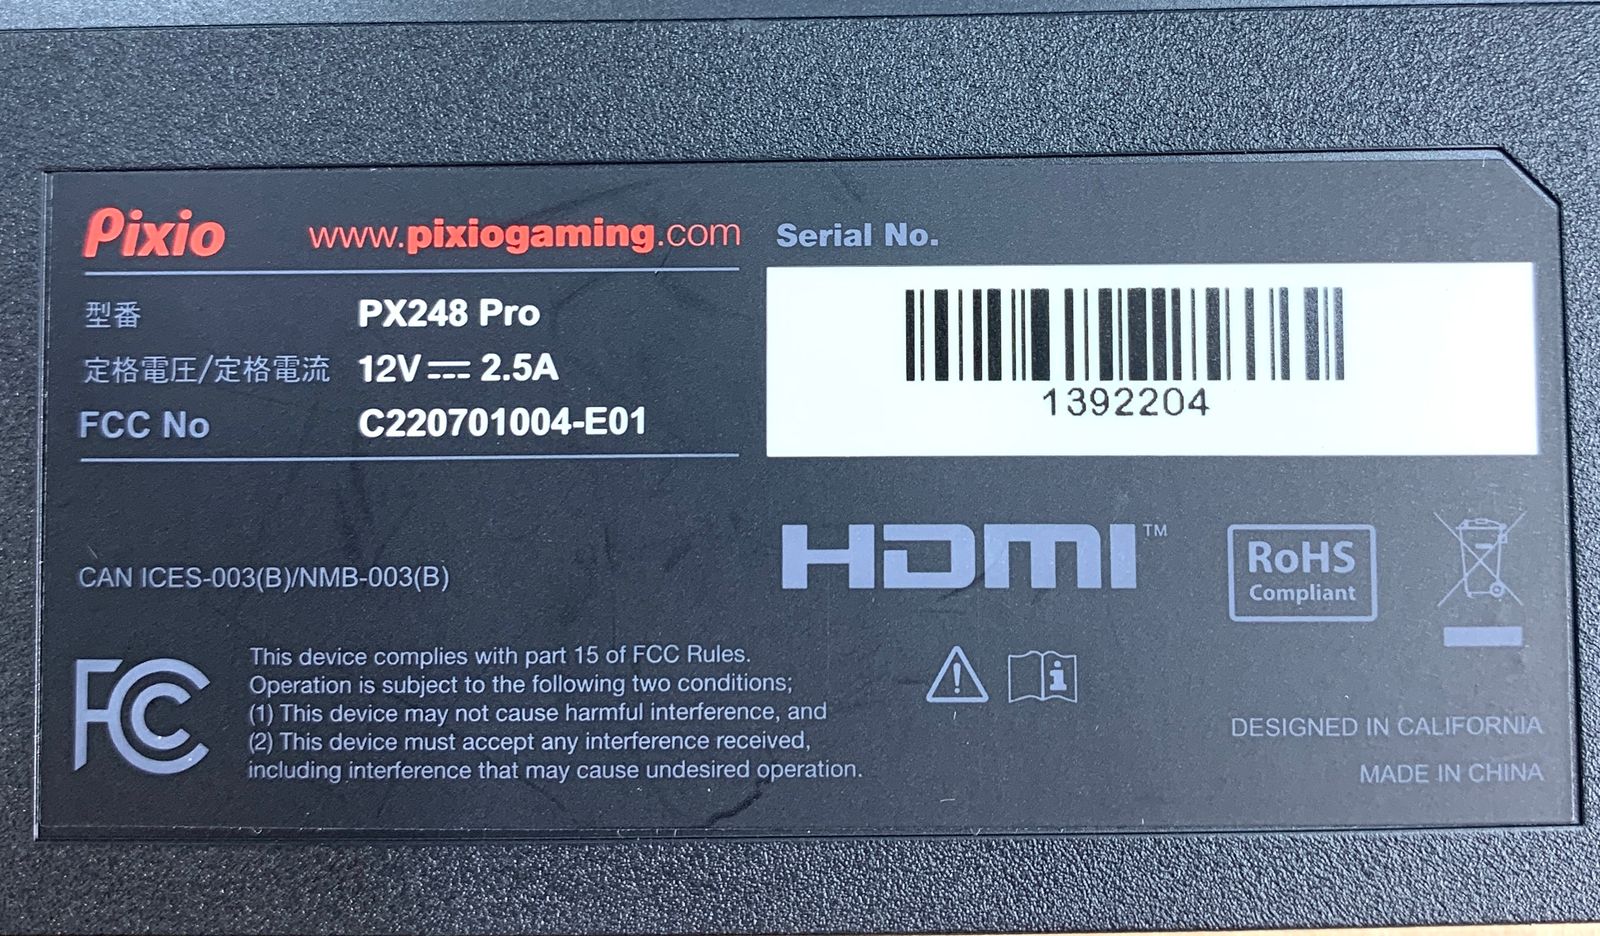 Pixio www.pixiogaming.com
型番 PX248 Pro
定格電圧/定格電流 12V⎓2.5A
FCC No C220701004-E01
Serial No.
1392204
CAN ICES-003(B)/NMB-003(B)
HDMI™
RoHS
Compliant
FC
This device complies with part 15 of FCC Rules.
Operation is subject to the following two conditions;
(1) This device may not cause harmful interference, and
(2) This device must accept any interference received,
including interference that may cause undesired operation.
DESIGNED IN CALIFORNIA
MADE IN CHINA